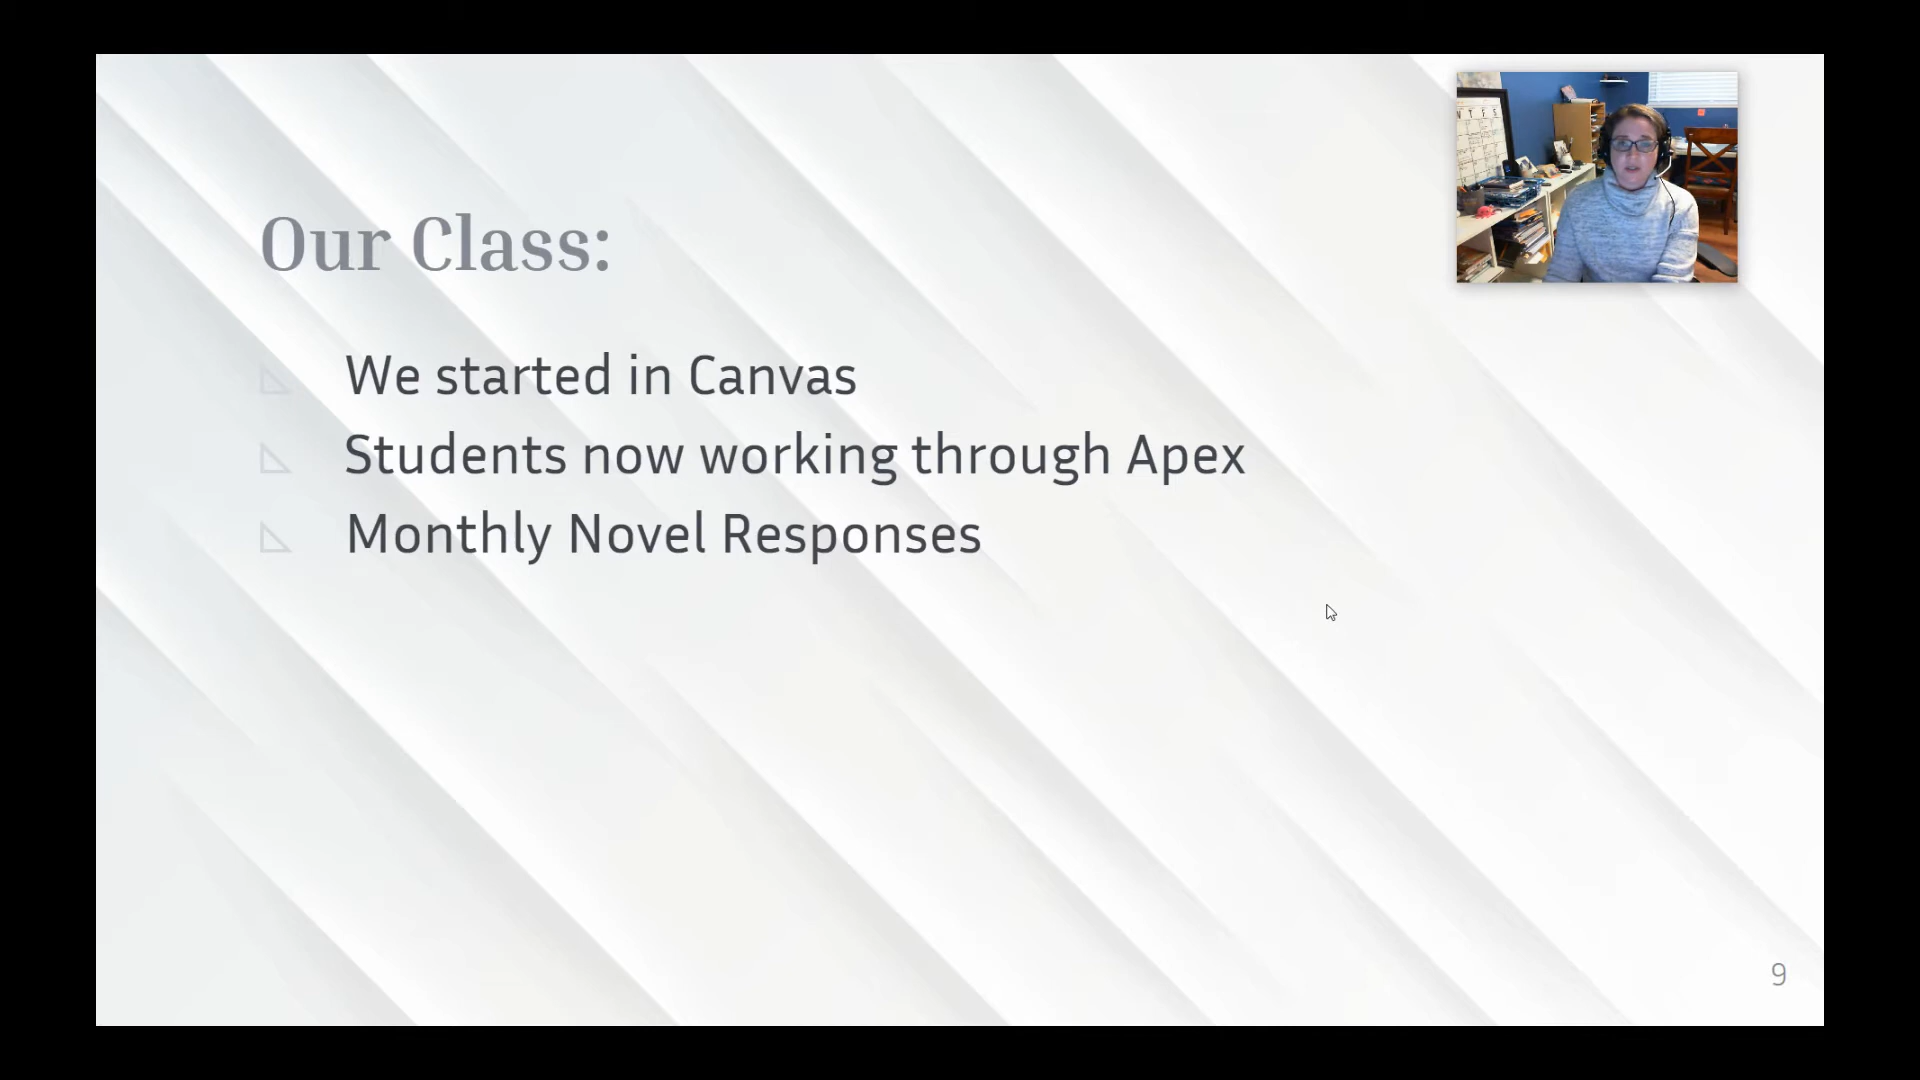 Our Class:
We started in Canvas
Students now working through Apex
Monthly Novel Responses
9